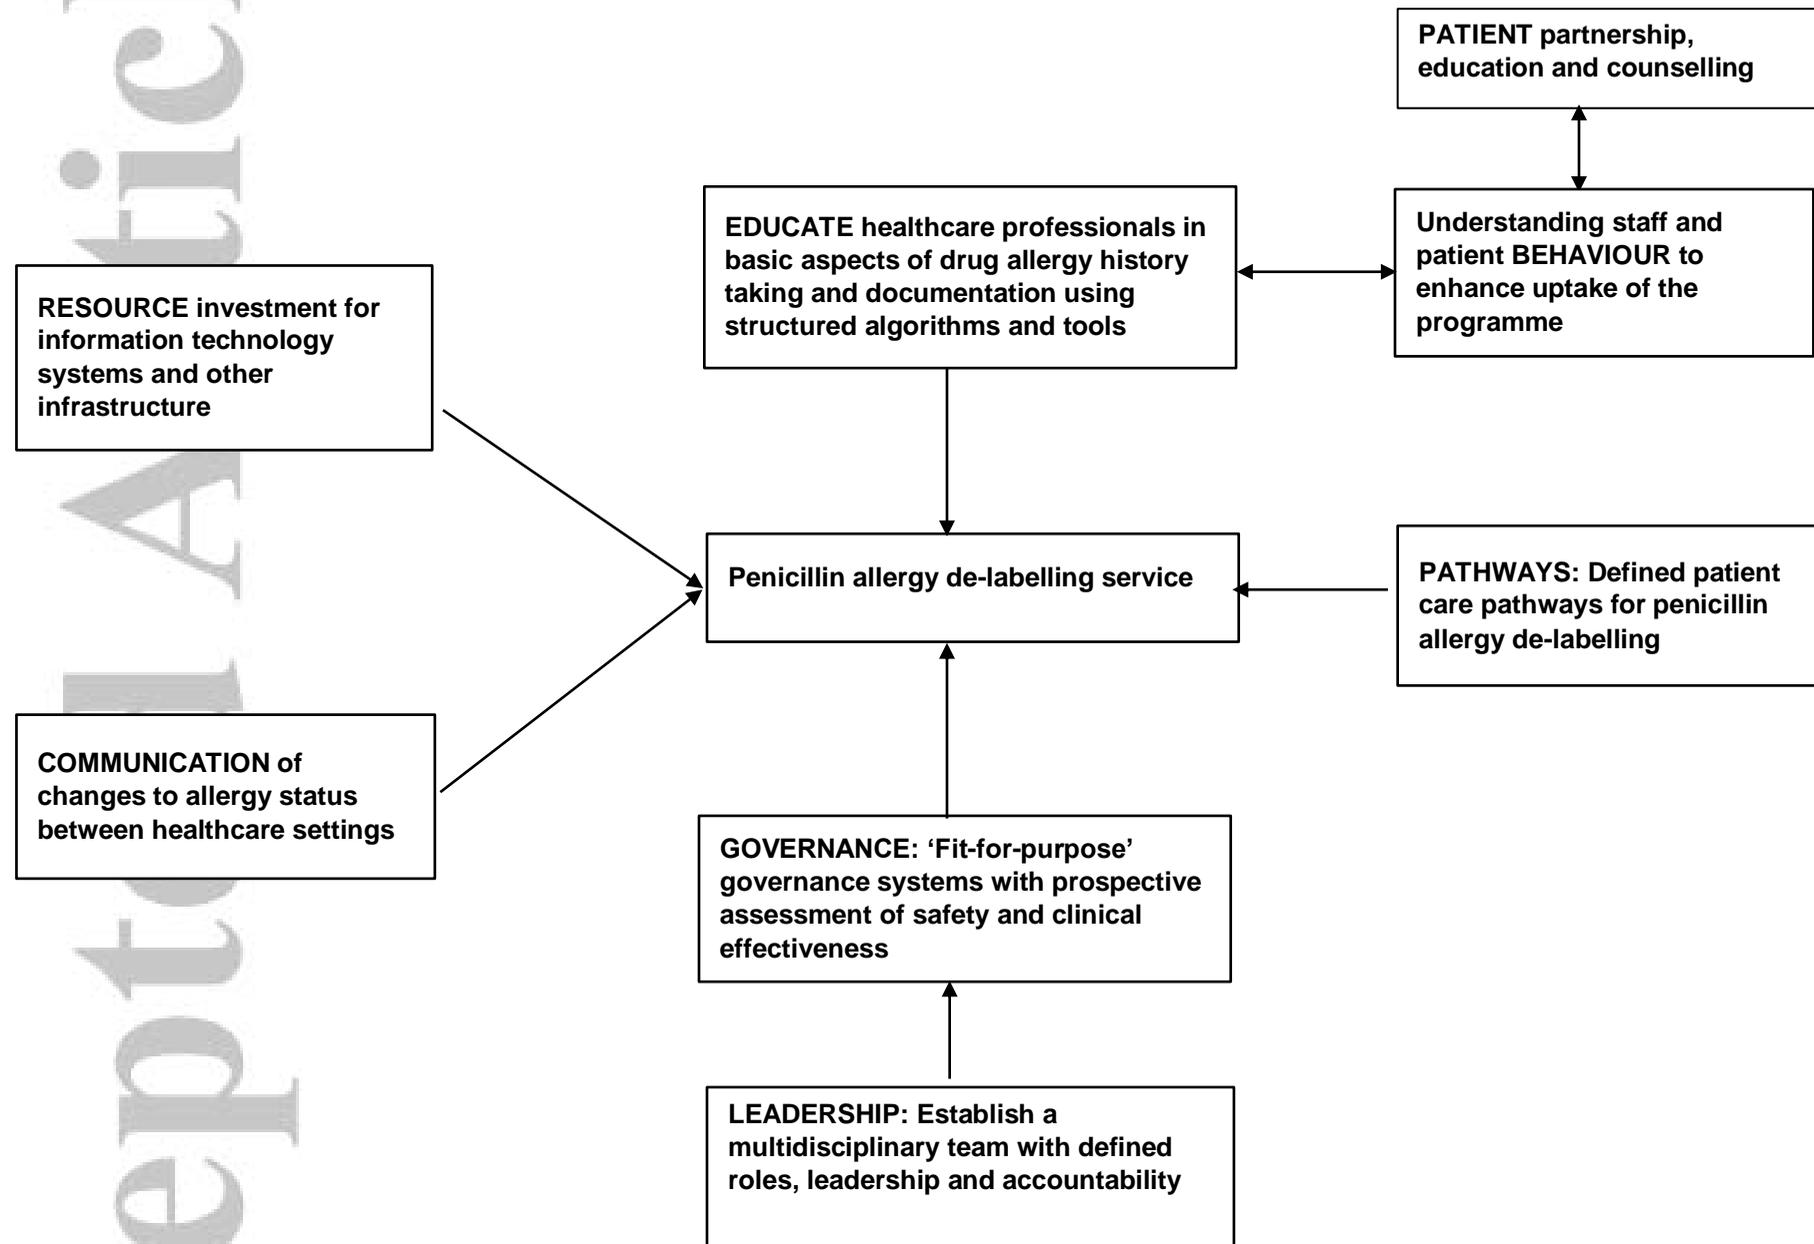 PATIENT partnership,
education and counselling
EDUCATE healthcare professionals in
basic aspects of drug allergy history
taking and documentation using
structured algorithms and tools
Understanding staff and
patient BEHAVIOUR to
enhance uptake of the
programme
RESOURCE investment for
information technology
systems and other
infrastructure
Penicillin allergy de-labelling service
PATHWAYS: Defined patient
care pathways for penicillin
allergy de-labelling
COMMUNICATION of
changes to allergy status
between healthcare settings
GOVERNANCE: ‘Fit-for-purpose’
governance systems with prospective
assessment of safety and clinical
effectiveness
LEADERSHIP: Establish a
multidisciplinary team with defined
roles, leadership and accountability